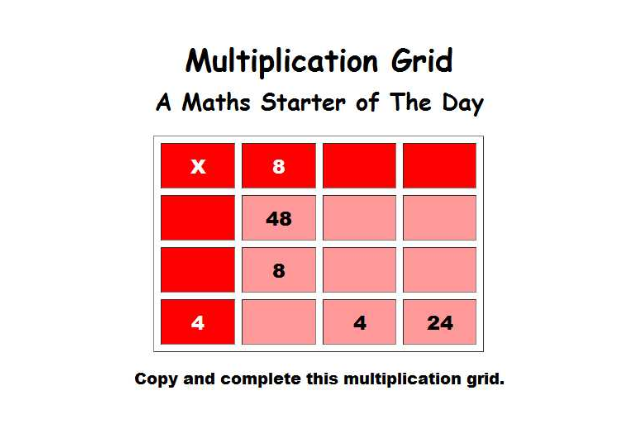 Multiplication Grid
A Maths Starter of The Day
X 8
48
8
4 4 24
Copy and complete this multiplication grid.